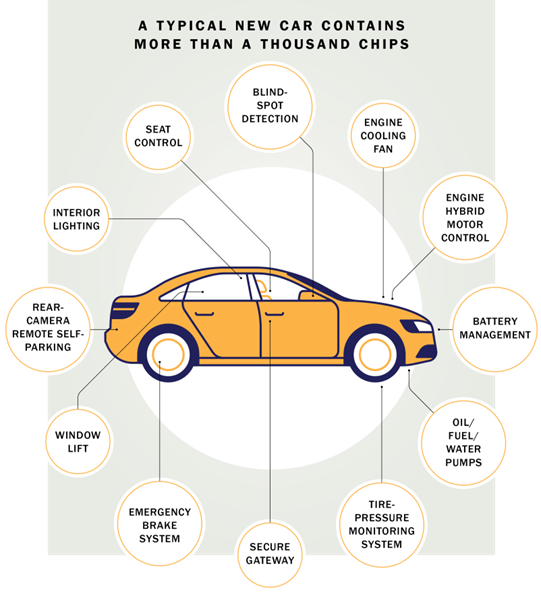 A TYPICAL NEW CAR CONTAINS
MORE THAN A THOUSAND CHIPS
BLIND-
SPOT
DETECTION
SEAT
CONTROL
ENGINE
COOLING
FAN
INTERIOR
LIGHTING
ENGINE
HYBRID
MOTOR
CONTROL
REAR-
CAMERA
REMOTE SELF-
PARKING
BATTERY
MANAGEMENT
WINDOW
LIFT
OIL/
FUEL/
WATER
PUMPS
EMERGENCY
BRAKE
SYSTEM
TIRE-
PRESSURE
MONITORING
SYSTEM
SECURE
GATEWAY